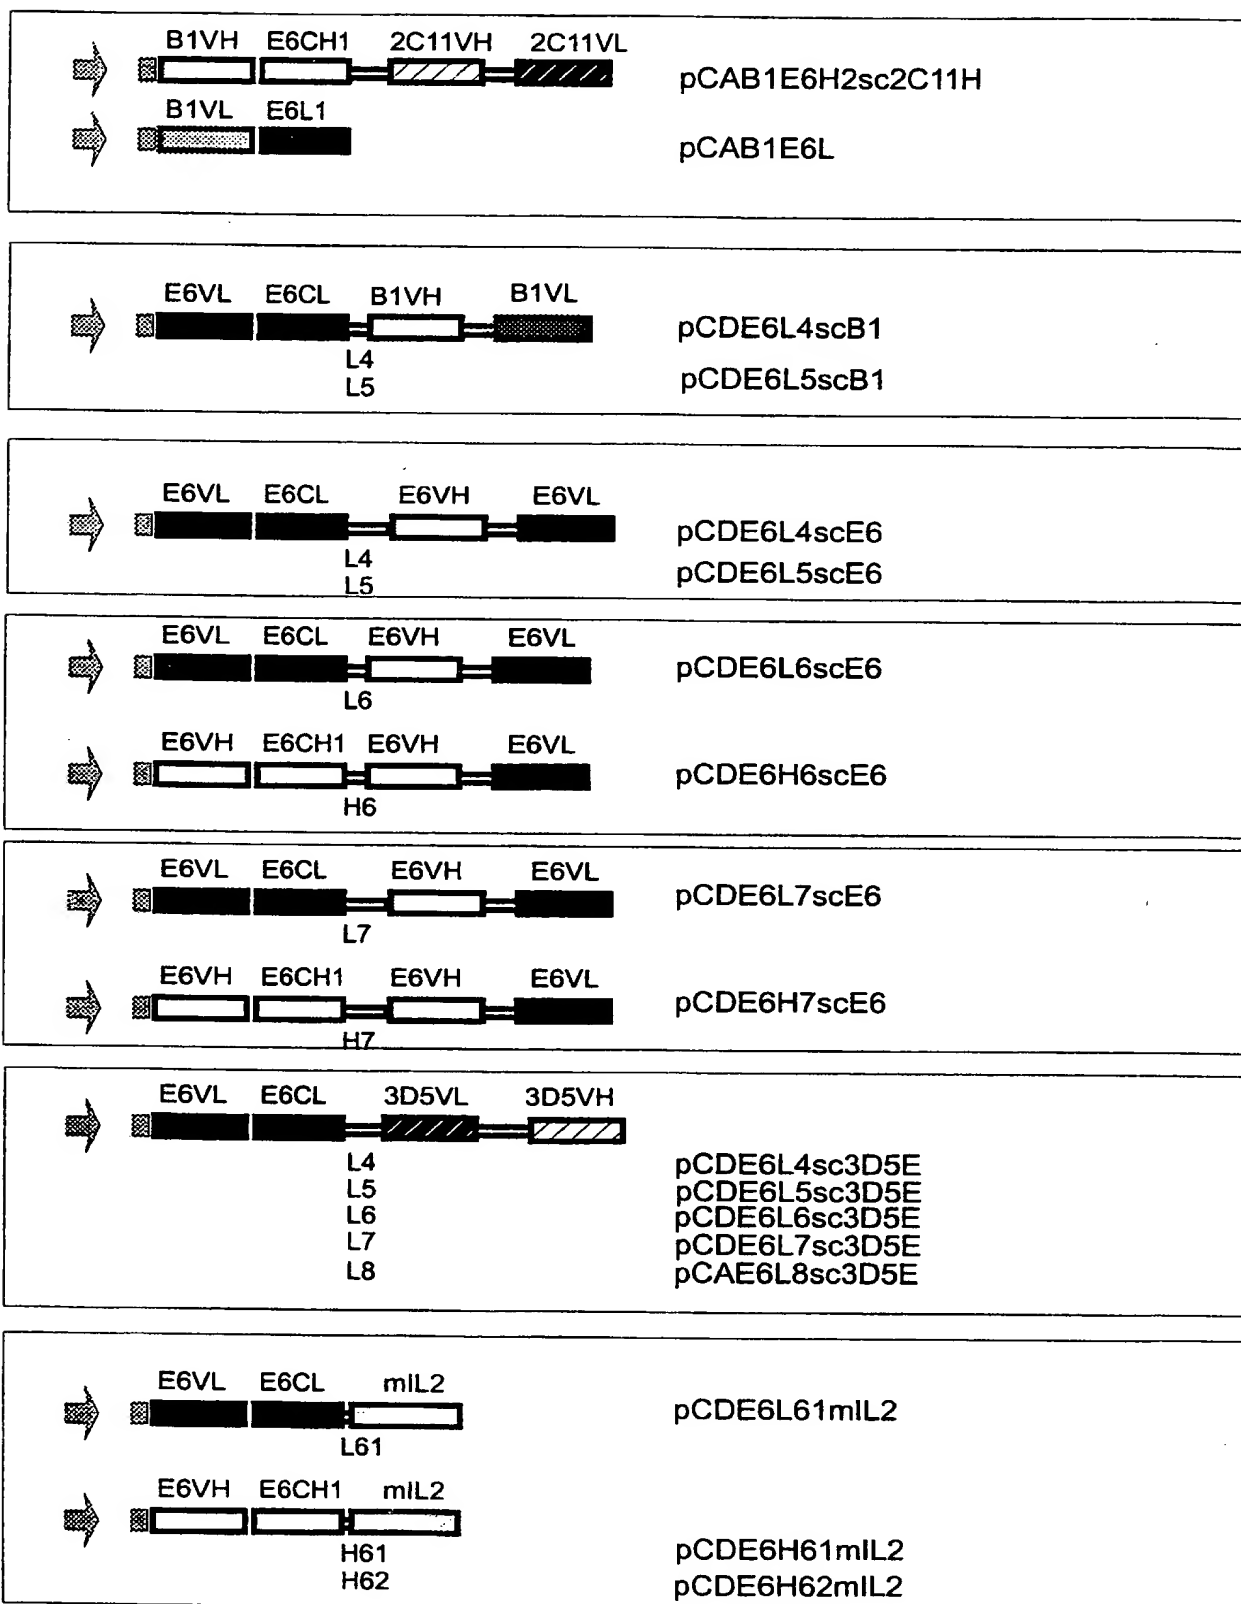 B1VH E6CH1 2C11VH 2C11VL
pCAB1E6H2sc2C11H
B1VL E6L1
pCAB1E6L
E6VL E6CL B1VH B1VL
pCDE6L4scB1
L4
L5
pCDE6L5scB1
E6VL E6CL E6VH E6VL
pCDE6L4scE6
L4
L5
pCDE6L5scE6
E6VL E6CL E6VH E6VL
pCDE6L6scE6
L6
E6VH E6CH1 E6VH E6VL
pCDE6H6scE6
H6
E6VL E6CL E6VH E6VL
pCDE6L7scE6
L7
E6VH E6CH1 E6VH E6VL
pCDE6H7scE6
H7
E6VL E6CL 3D5VL 3D5VH
L4 pCDE6L4sc3D5E
L5 pCDE6L5sc3D5E
L6 pCDE6L6sc3D5E
L7 pCDE6L7sc3D5E
L8 pCAE6L8sc3D5E
E6VL E6CL mIL2
pCDE6L61mIL2
L61
E6VH E6CH1 mIL2
H61 pCDE6H61mIL2
H62 pCDE6H62mIL2